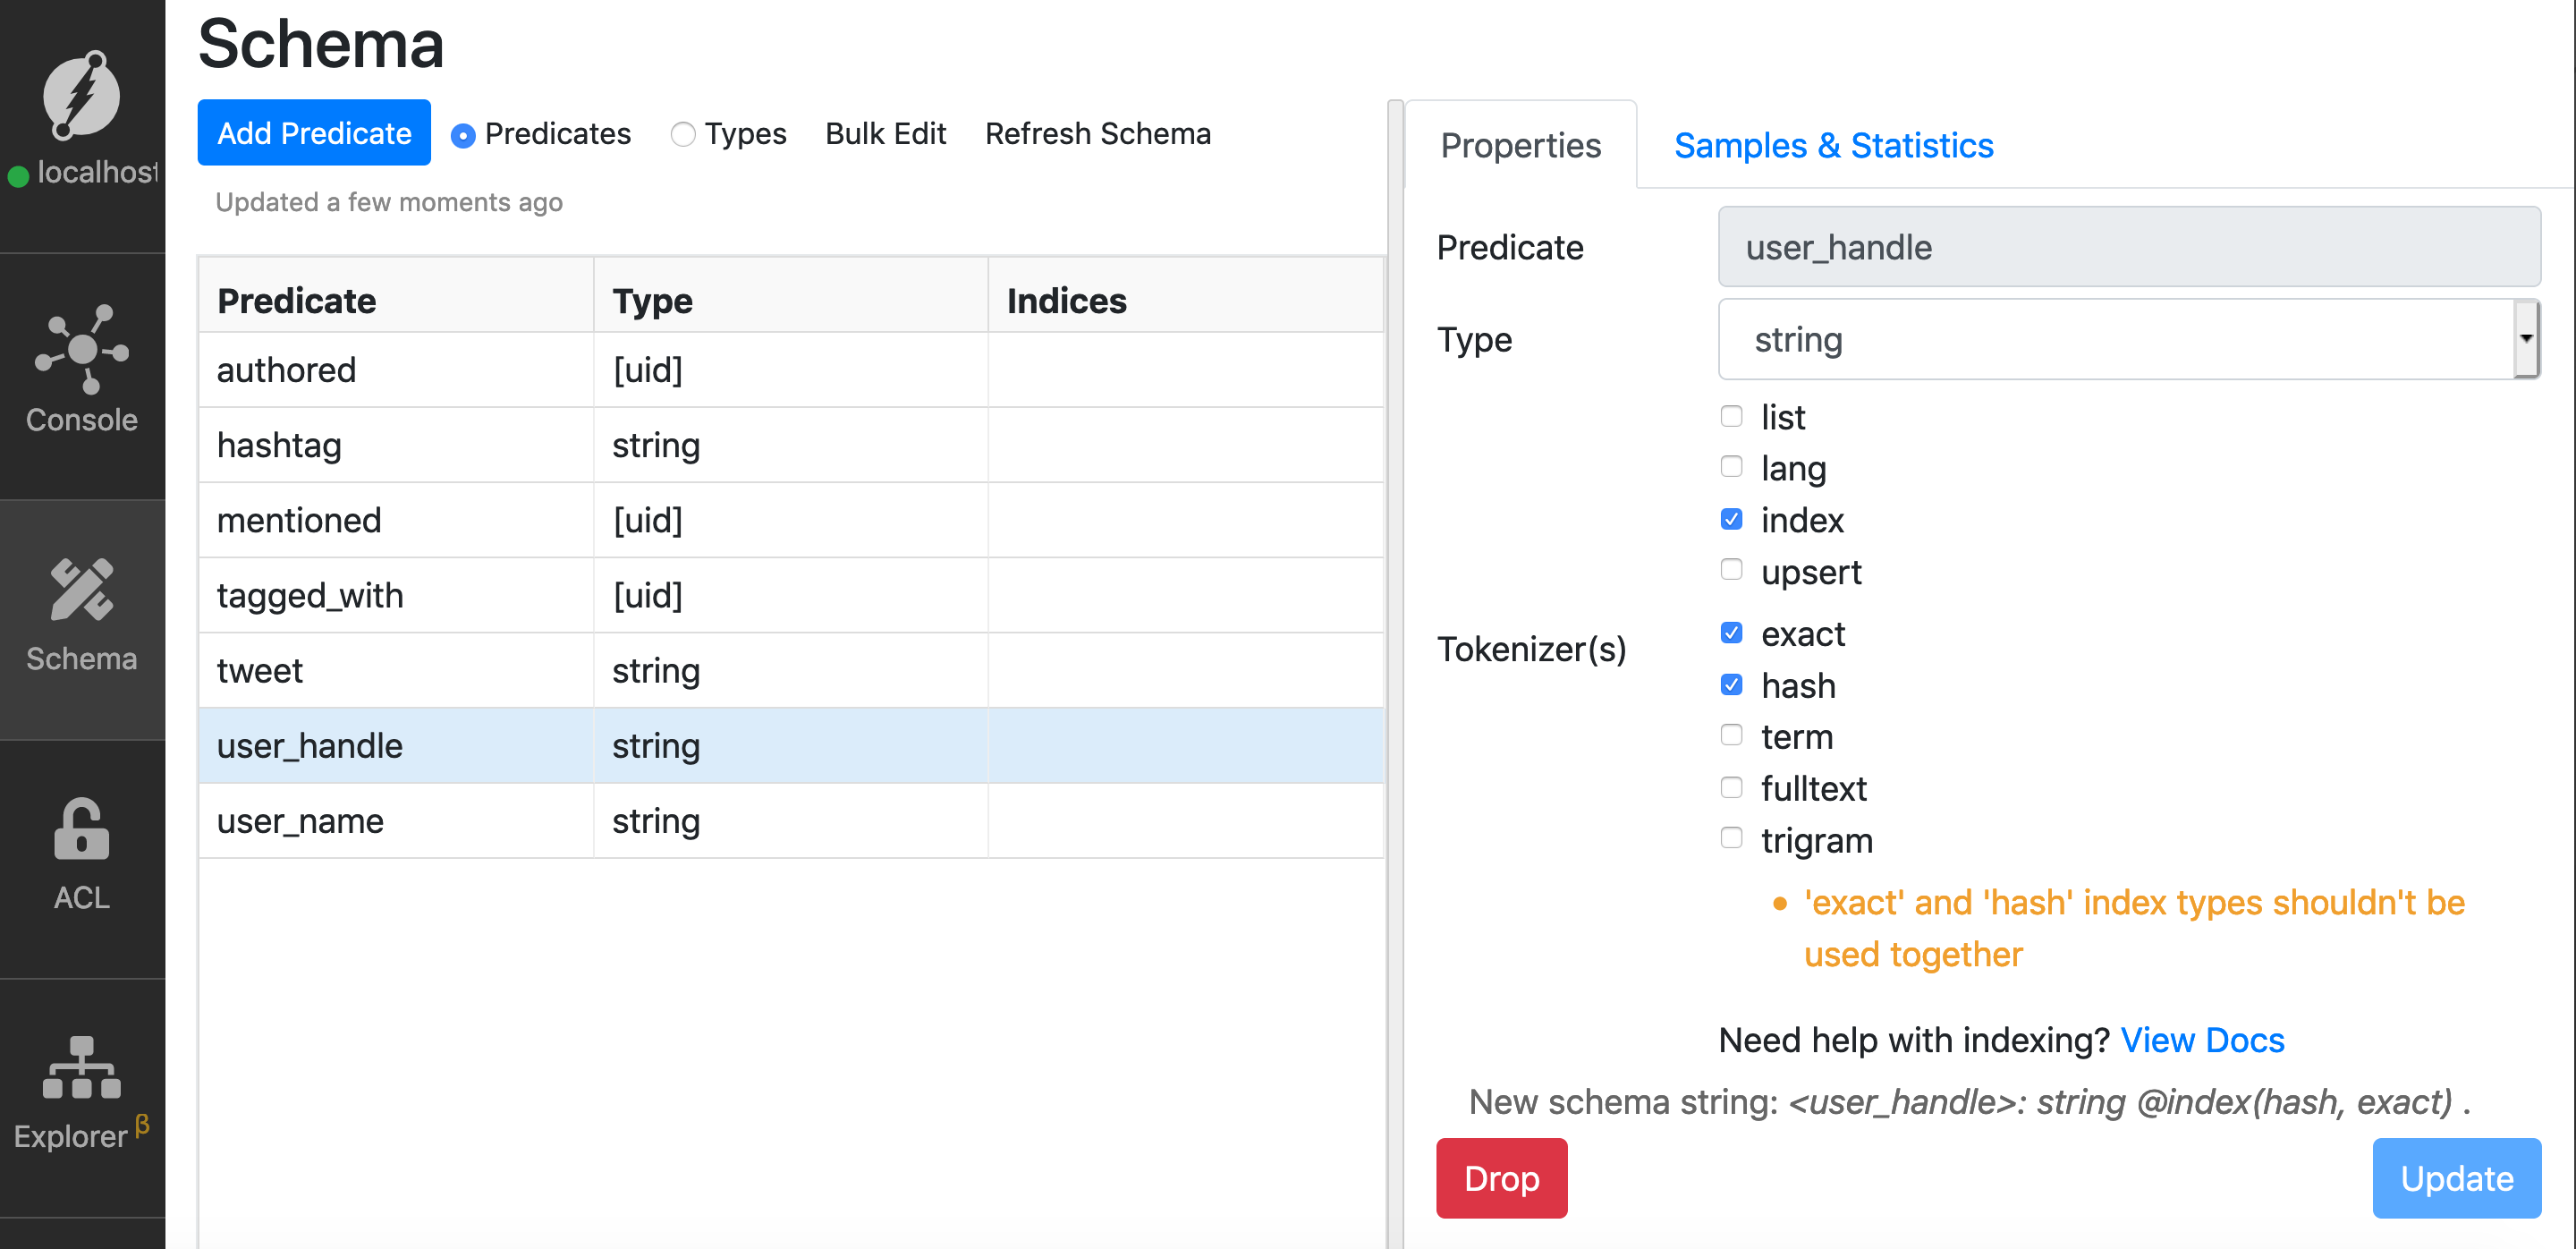 Schema
localhost
Add Predicate Predicates Types Bulk Edit Refresh Schema
Updated a few moments ago
Predicate Type Indices
authored [uid]
hashtag string
mentioned [uid]
tagged_with [uid]
tweet string
user_handle string
user_name string
Console
Schema
ACL
Explorer β
Properties Samples & Statistics
Predicate user_handle
Type string
list
lang
index
upsert
Tokenizer(s) exact
hash
term
fulltext
trigram
'exact' and 'hash' index types shouldn't be
used together
Need help with indexing? View Docs
New schema string: <user_handle>: string @index(hash, exact) .
Drop Update